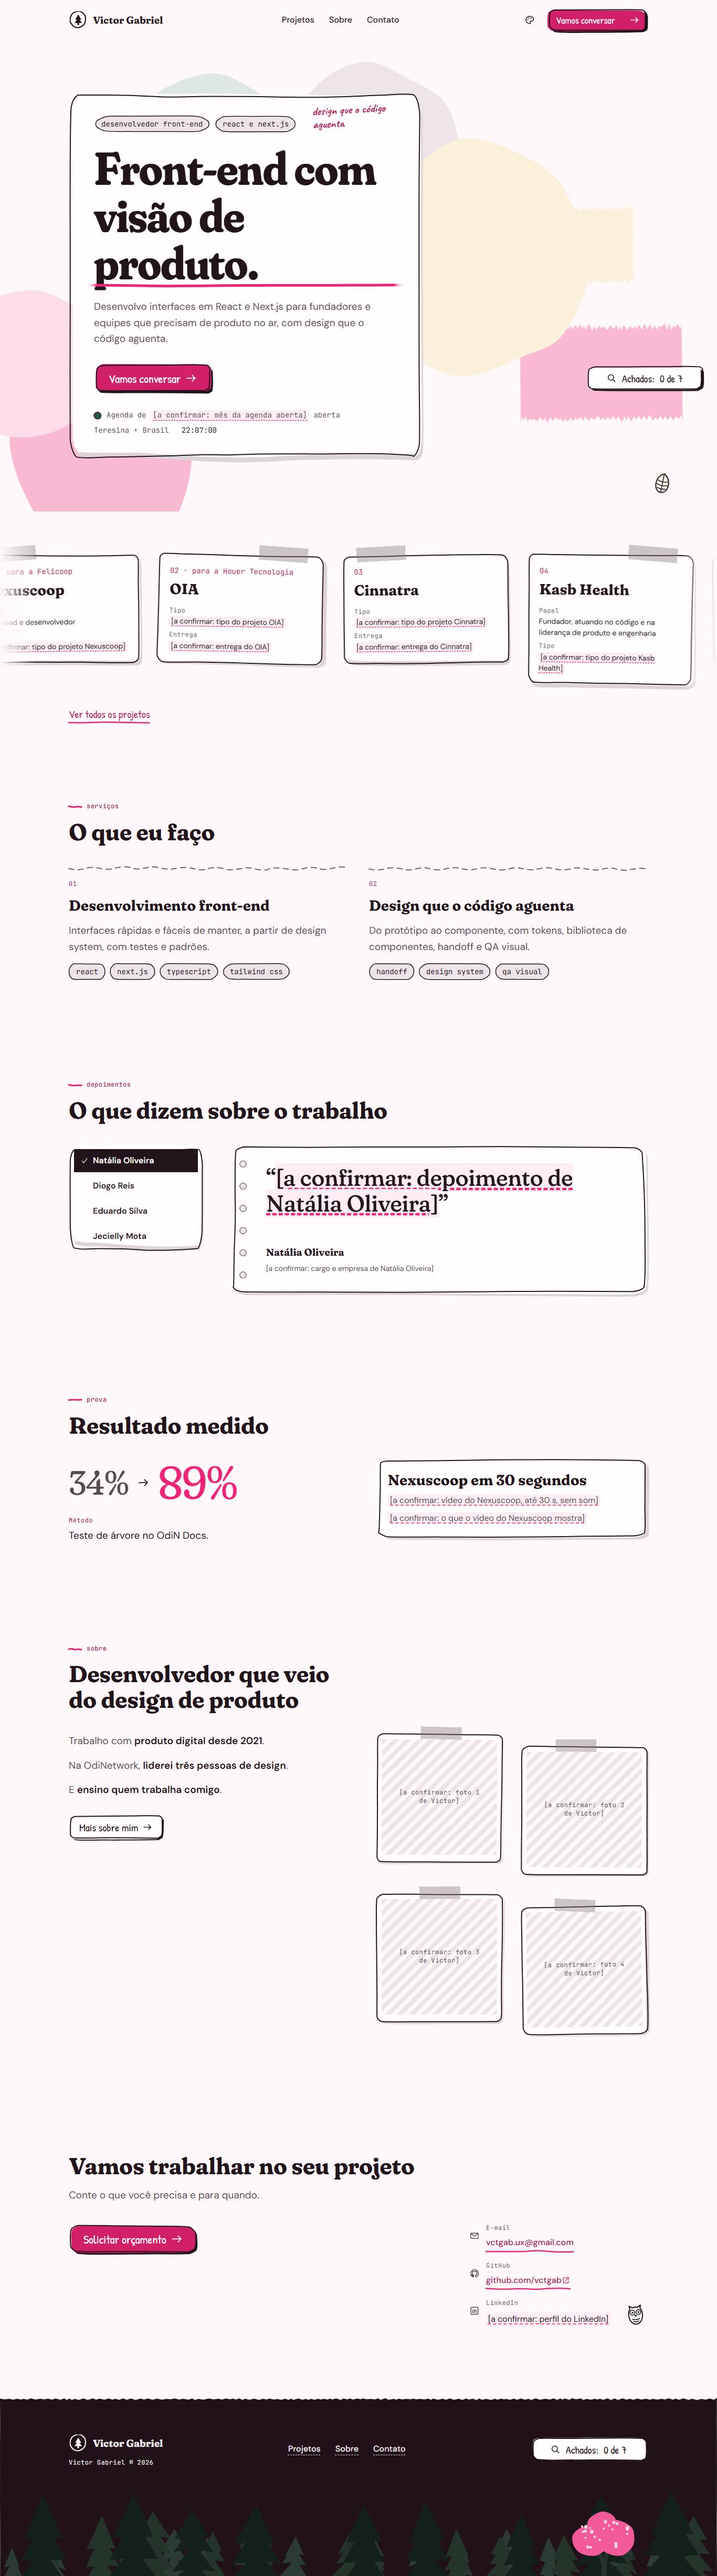 Victor Gabriel
Projetos
Sobre
Contato
Vamos conversar
desenvolvedor front-end
react e next.js
design que o código
aguenta
Front-end com
visão de
produto.
Desenvolvo interfaces em React e Next.js para fundadores e
equipes que precisam de produto no ar, com design que o
código aguenta.
Vamos conversar
Agenda de [a confirmar: mês da agenda aberta] aberta
Teresina • Brasil 22:07:00
Achados: 0 de 7
para a Felicoop
xuscoop
ead e desenvolvedor
nfirmar: tipo do projeto Nexuscoop]
02 · para a Houer Tecnologia
OIA
Tipo
[a confirmar: tipo do projeto OIA]
Entrega
[a confirmar: entrega do OIA]
03
Cinnatra
Tipo
[a confirmar: tipo do projeto Cinnatra]
Entrega
[a confirmar: entrega do Cinnatra]
04
Kasb Health
Papel
Fundador, atuando no código e na
liderança de produto e engenharia
Tipo
[a confirmar: tipo do projeto Kasb
Health]
Ver todos os projetos
serviços
O que eu faço
01
Desenvolvimento front-end
Interfaces rápidas e fáceis de manter, a partir de design
system, com testes e padrões.
react
next.js
typescript
tailwind css
02
Design que o código aguenta
Do protótipo ao componente, com tokens, biblioteca de
componentes, handoff e QA visual.
handoff
design system
qa visual
depoimentos
O que dizem sobre o trabalho
Natália Oliveira
Diogo Reis
Eduardo Silva
Jecielly Mota
“[a confirmar: depoimento de
Natália Oliveira]”
Natália Oliveira
[a confirmar: cargo e empresa de Natália Oliveira]
prova
Resultado medido
34% → 89%
Método
Teste de árvore no OdiN Docs.
Nexuscoop em 30 segundos
[a confirmar: vídeo do Nexuscoop, até 30 s, sem som]
[a confirmar: o que o vídeo do Nexuscoop mostra]
sobre
Desenvolvedor que veio
do design de produto
Trabalho com produto digital desde 2021.
Na OdiNetwork, liderei três pessoas de design.
E ensino quem trabalha comigo.
Mais sobre mim
[a confirmar: foto 1
de Victor]
[a confirmar: foto 2
de Victor]
[a confirmar: foto 3
de Victor]
[a confirmar: foto 4
de Victor]
Vamos trabalhar no seu projeto
Conte o que você precisa e para quando.
Solicitar orçamento
E-mail
vctgab.ux@gmail.com
GitHub
github.com/vctgab
LinkedIn
[a confirmar: perfil do LinkedIn]
Victor Gabriel
Victor Gabriel © 2026
Projetos
Sobre
Contato
Achados: 0 de 7